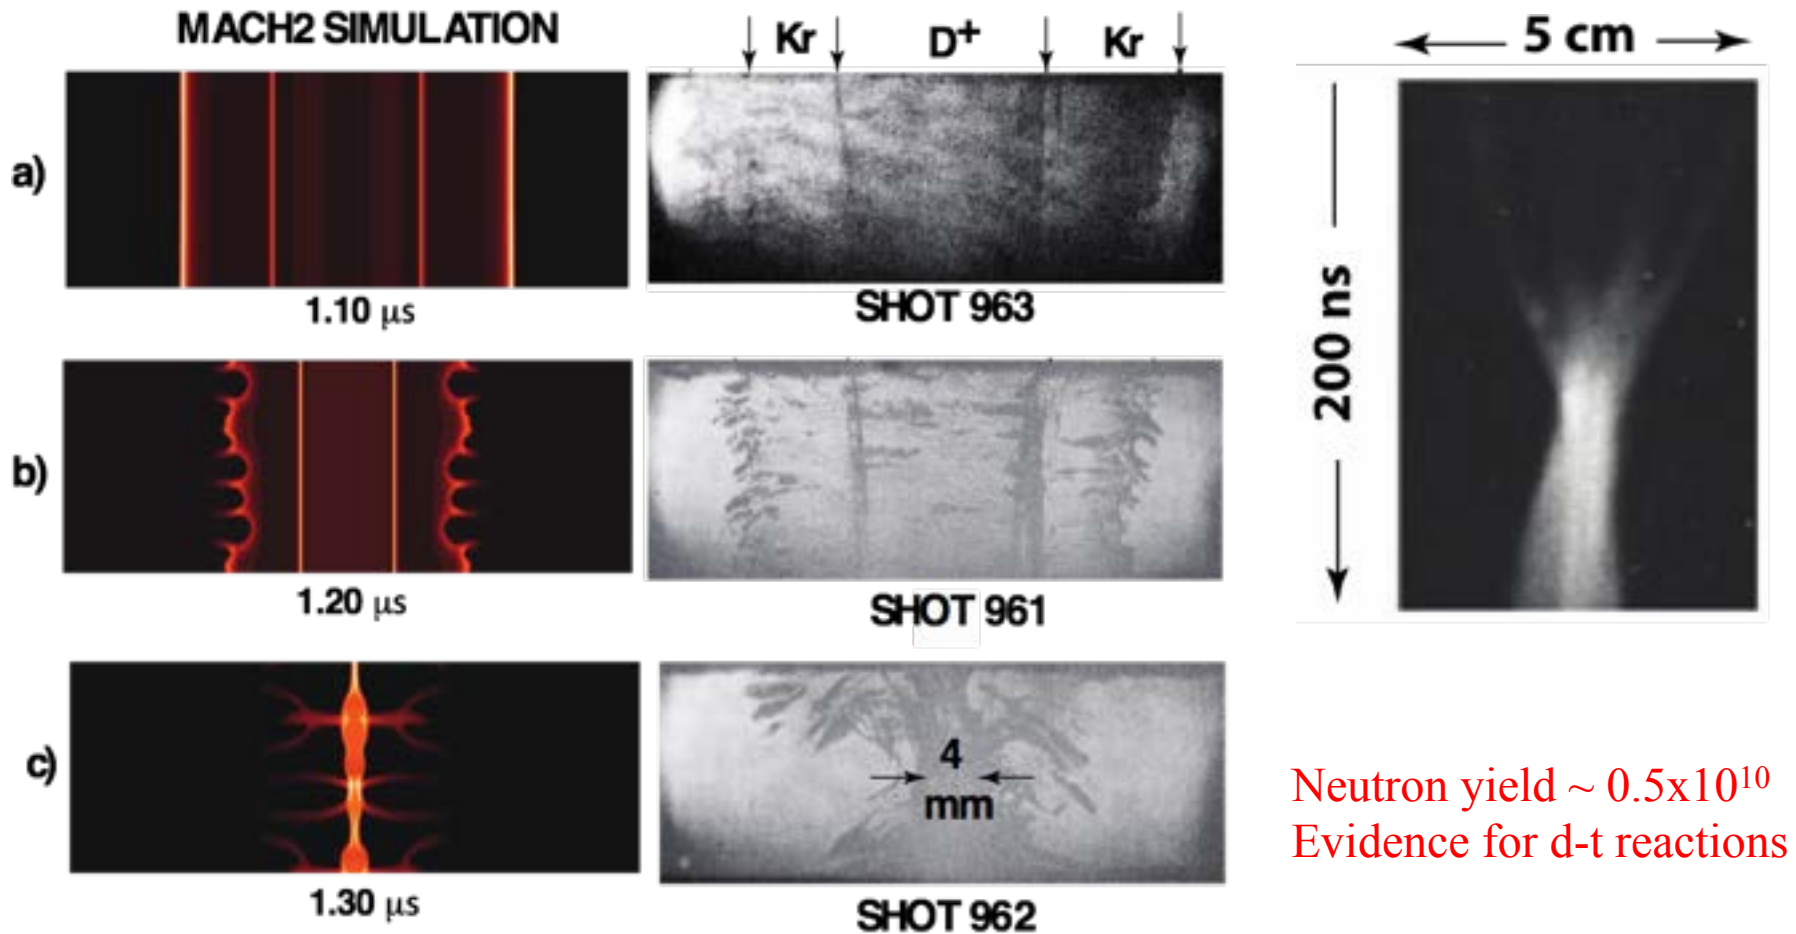 MACH2 SIMULATION
Kr
D⁺
Kr
5 cm
a)
1.10 μs
SHOT 963
200 ns
b)
1.20 μs
SHOT 961
c)
4
mm
1.30 μs
SHOT 962
Neutron yield ~ 0.5x10¹⁰
Evidence for d-t reactions